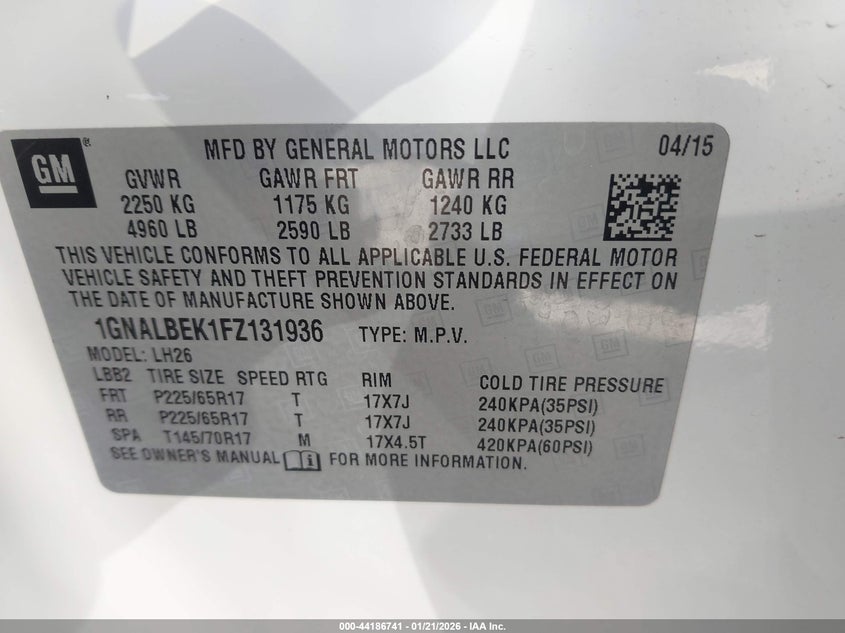 GM
MFD BY GENERAL MOTORS LLC 04/15
GVWR GAWR FRT GAWR RR
2250 KG 1175 KG 1240 KG
4960 LB 2590 LB 2733 LB
THIS VEHICLE CONFORMS TO ALL APPLICABLE U.S. FEDERAL MOTOR
VEHICLE SAFETY AND THEFT PREVENTION STANDARDS IN EFFECT ON
THE DATE OF MANUFACTURE SHOWN ABOVE.
1GNALBEK1FZ131936 TYPE: M.P.V.
MODEL: LH26
LBB2 TIRE SIZE SPEED RTG RIM COLD TIRE PRESSURE
FRT P225/65R17 T 17X7J 240KPA(35PSI)
RR P225/65R17 T 17X7J 240KPA(35PSI)
SPA T145/70R17 M 17X4.5T 420KPA(60PSI)
SEE OWNER'S MANUAL i FOR MORE INFORMATION.
000-44186741 | 01/21/2026 - IAA Inc.